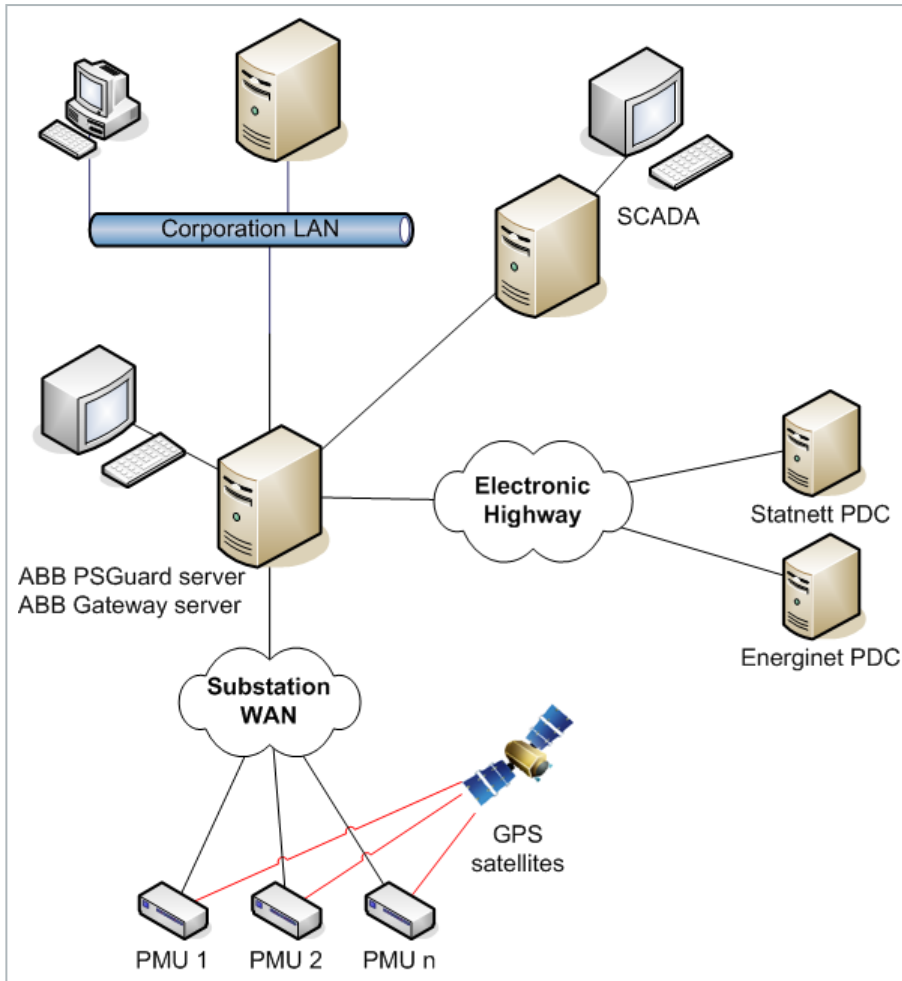 Corporation LAN
SCADA
Electronic
Highway
Statnett PDC
ABB PSGuard server
ABB Gateway server
Energinet PDC
Substation
WAN
GPS
satellites
PMU 1
PMU 2
PMU n